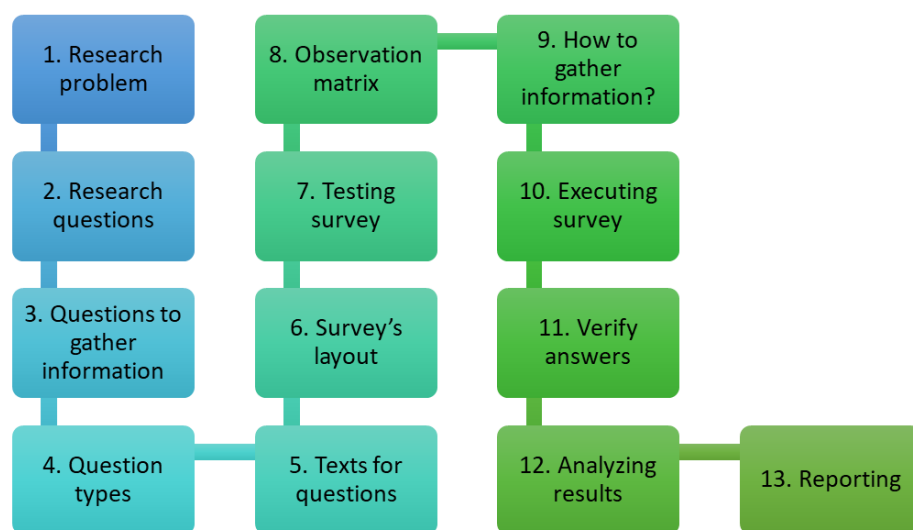 1. Research
problem
2. Research
questions
3. Questions to
gather
information
4. Question
types
5. Texts for
questions
6. Survey’s
layout
7. Testing
survey
8. Observation
matrix
9. How to
gather
information?
10. Executing
survey
11. Verify
answers
12. Analyzing
results
13. Reporting